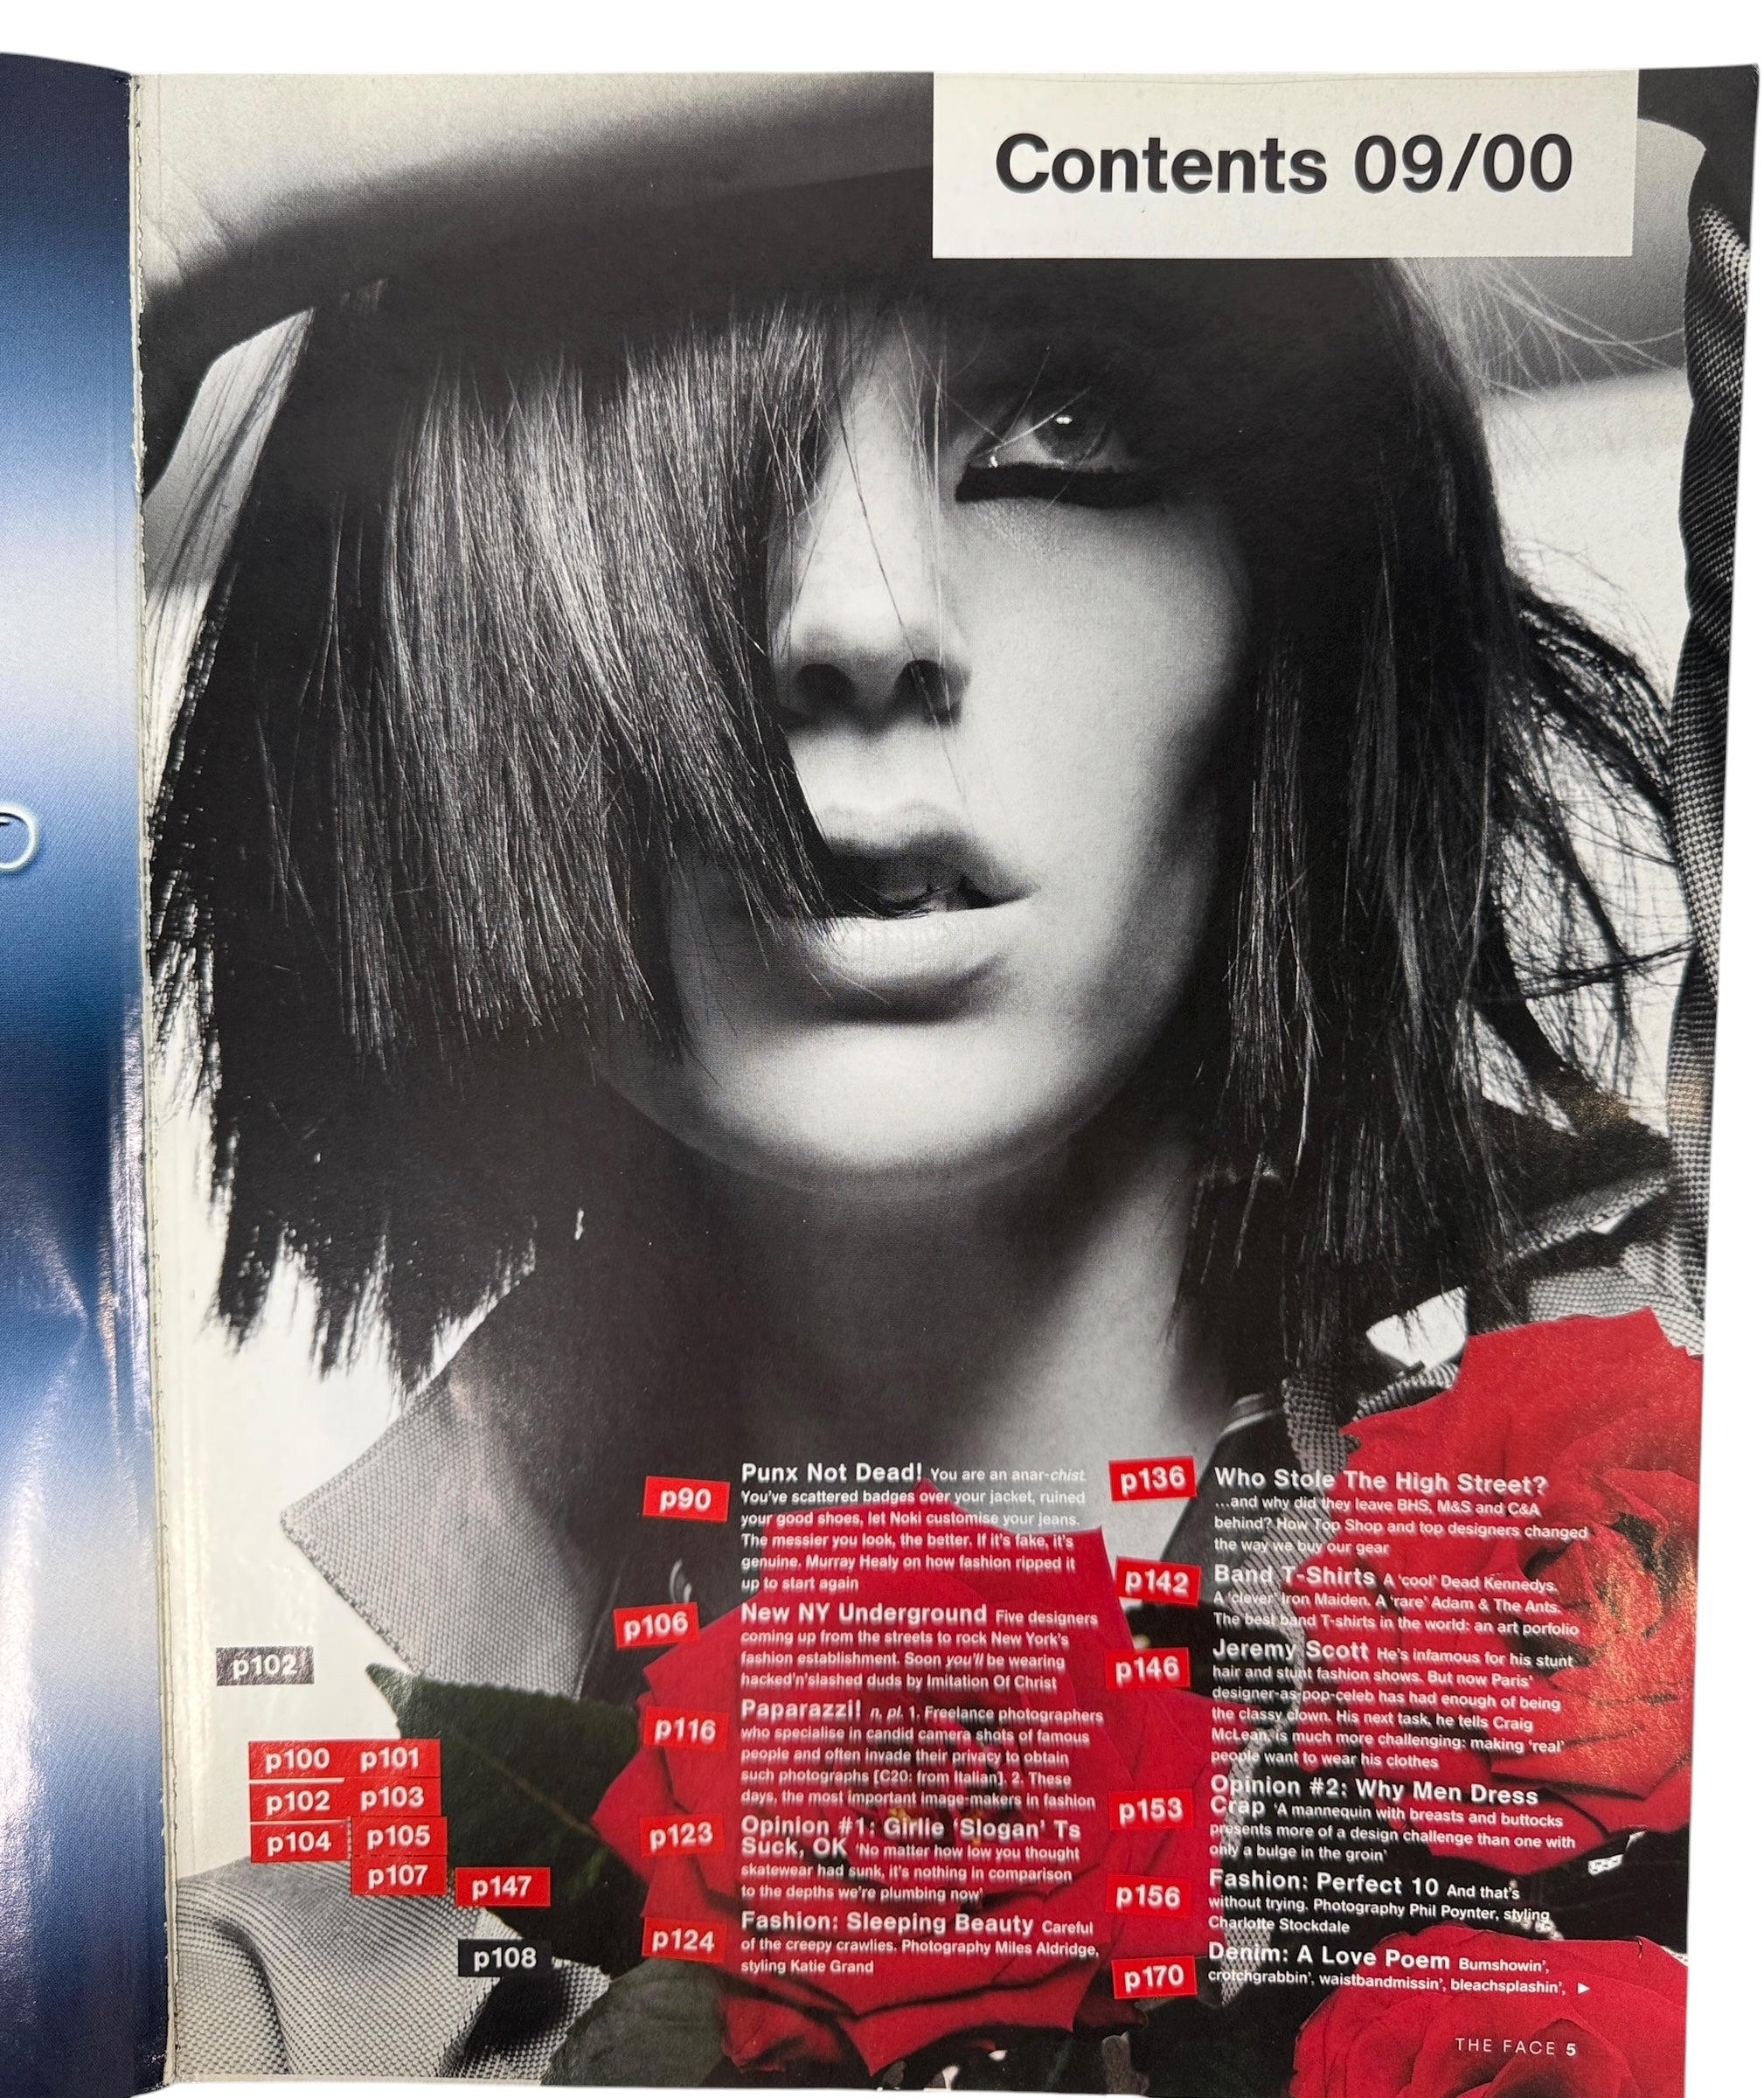 Contents 09/00
p102
p100 p101
p102 p103
p104 p105
p107
p147
p108
p90
Punx Not Dead! You are an anar-chist.
You've scattered badges over your jacket, ruined
your good shoes, let Noki customise your jeans.
The messier you look, the better. If it's fake, it's
genuine. Murray Healy on how fashion ripped it
up to start again
p106
New NY Underground Five designers
coming up from the streets to rock New York's
fashion establishment. Soon you'll be wearing
hacked'n'slashed duds by Imitation Of Christ
p116
Paparazzi! n, pl. 1. Freelance photographers
who specialise in candid camera shots of famous
people and often invade their privacy to obtain
such photographs [C20: from Italian]. 2. These
days, the most important image-makers in fashion
p123
Opinion #1: Girlie 'Slogan' Ts
Suck, OK 'No matter how low you thought
skatewear had sunk, it's nothing in comparison
to the depths we're plumbing now'
p124
Fashion: Sleeping Beauty Careful
of the creepy crawlies. Photography Miles Aldridge,
styling Katie Grand
p136
Who Stole The High Street?
...and why did they leave BHS, M&S and C&A
behind? How Top Shop and top designers changed
the way we buy our gear
p142
Band T-Shirts A 'cool' Dead Kennedys.
A 'clever' Iron Maiden. A 'rare' Adam & The Ants.
The best band T-shirts in the world: an art porfolio
p146
Jeremy Scott He's infamous for his stunt
hair and stunt fashion shows. But now Paris'
designer-as-pop-celeb has had enough of being
the classy clown. His next task, he tells Craig
McLean, is much more challenging: making 'real'
people want to wear his clothes
p153
Opinion #2: Why Men Dress
Crap 'A mannequin with breasts and buttocks
presents more of a design challenge than one with
only a bulge in the groin'
p156
Fashion: Perfect 10 And that's
without trying. Photography Phil Poynter, styling
Charlotte Stockdale
p170
Denim: A Love Poem Bumshowin',
crotchgrabbin', waistbandmissin', bleachsplashin', ►
THE FACE 5